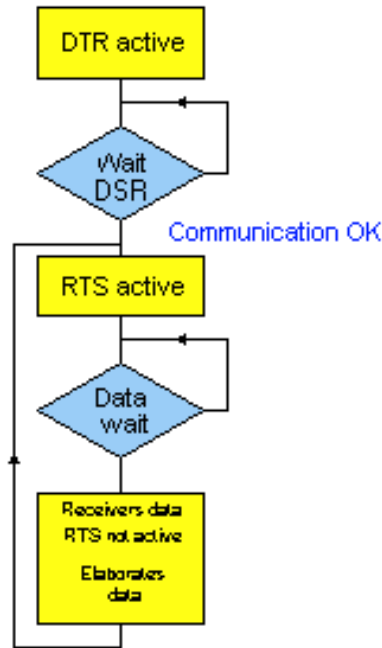 DTR active
Wait
DSR
Communication OK
RTS active
Data
wait
Receivers data
RTS not active
Elaborates
data